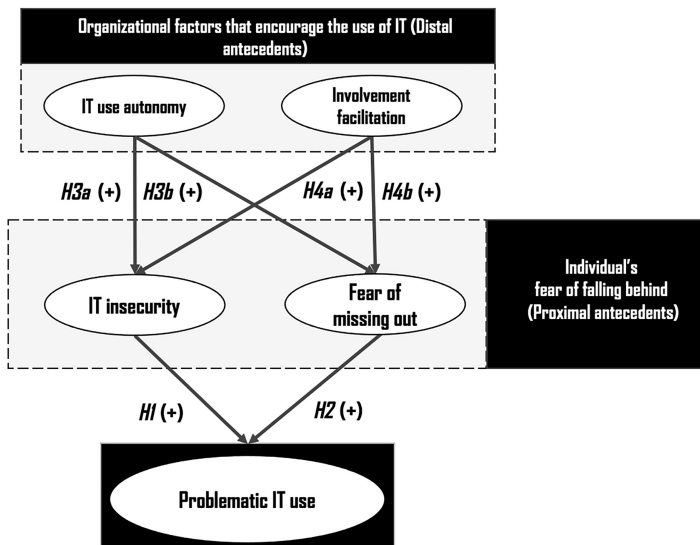 Organizational factors that encourage the use of IT (Distal
antecedents)
IT use autonomy
Involvement
facilitation
H3a (+)
H3b (+)
H4a (+)
H4b (+)
IT insecurity
Fear of
missing out
Individual's
fear of falling behind
(Proximal antecedents)
H1 (+)
H2 (+)
Problematic IT use